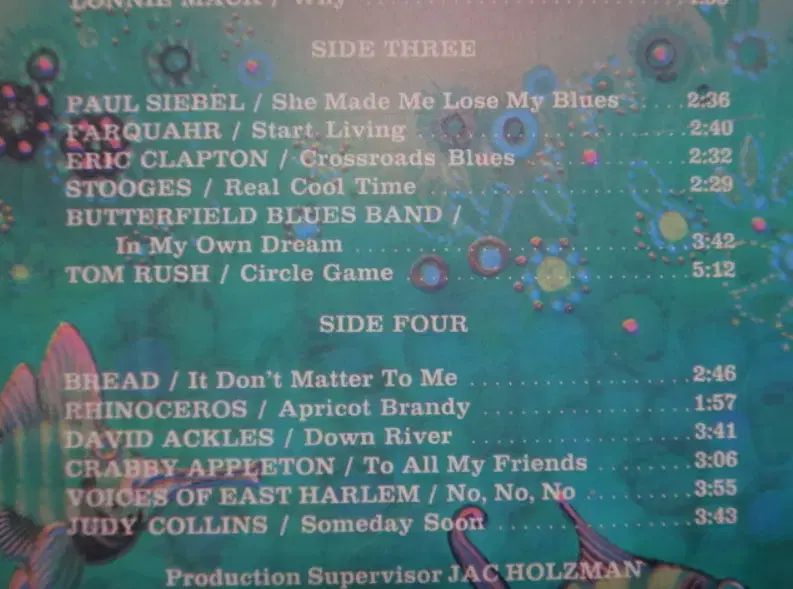 LONNIE MACK / Why ..........
SIDE THREE
PAUL SIEBEL / She Made Me Lose My Blues ......2:36
FARQUAHR / Start Living ..........................2:40
ERIC CLAPTON / Crossroads Blues ..............2:32
STOOGES / Real Cool Time ........................2:29
BUTTERFIELD BLUES BAND /
In My Own Dream ..............................3:42
TOM RUSH / Circle Game ..........................5:12
SIDE FOUR
BREAD / It Don't Matter To Me ...................2:46
RHINOCEROS / Apricot Brandy ..................1:57
DAVID ACKLES / Down River ....................3:41
CRABBY APPLETON / To All My Friends ........3:06
VOICES OF EAST HARLEM / No, No, No .........3:55
JUDY COLLINS / Someday Soon .................3:43
Production Supervisor JAC HOLZMAN